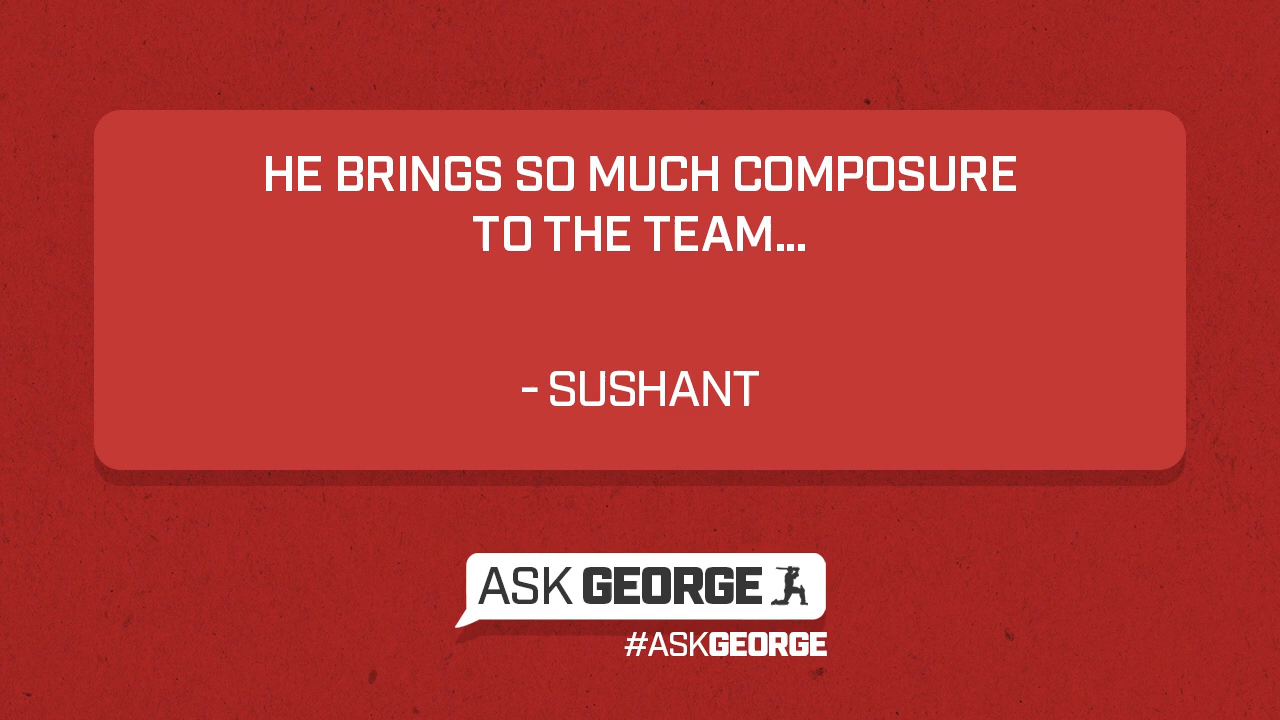 HE BRINGS SO MUCH COMPOSURE
TO THE TEAM...
- SUSHANT
ASK GEORGE
#ASKGEORGE